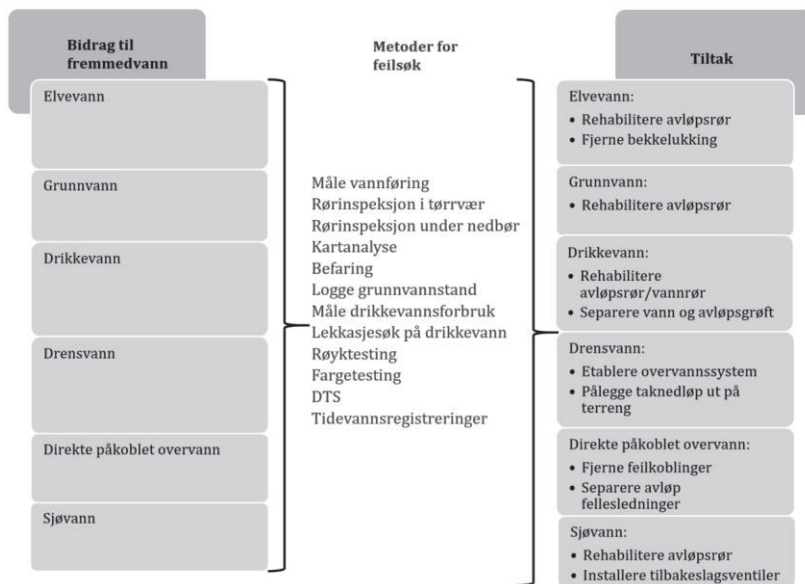 Bidrag til
fremmedvann
Elvevann
Grunnvann
Drikkevann
Drensvann
Direkte påkoblet overvann
Sjøvann
Metoder for
feilsøk
Måle vannføring
Rørinspeksjon i tørrvær
Rørinspeksjon under nedbør
Kartanalyse
Befaring
Logge grunnvannstand
Måle drikkevannsforbruk
Lekkasjesøk på drikkevann
Røyktesting
Fargetesting
DTS
Tidevannsregistreringer
Tiltak
Elvevann:
• Rehabilitere avløpsrør
• Fjerne bekkelukking
Grunnvann:
• Rehabilitere avløpsrør
Drikkevann:
• Rehabilitere
avløpsrør/vannrør
• Separere vann og avløpsgrøft
Drensvann:
• Etablere overvannssystem
• Pålegge taknedløp ut på
terreng
Direkte påkoblet overvann:
• Fjerne feilkoblinger
• Separere avløp
fellesledninger
Sjøvann:
• Rehabilitere avløpsrør
• Installere tilbakeslagsventiler